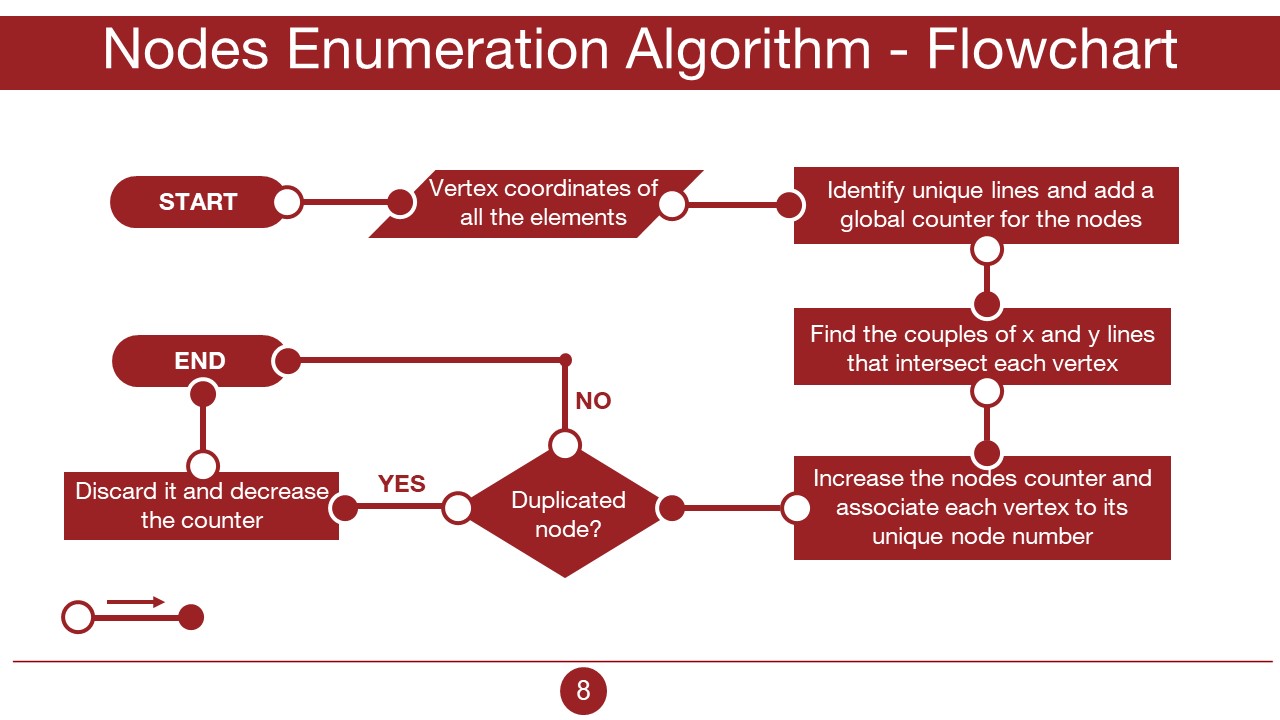 Nodes Enumeration Algorithm - Flowchart
START
Vertex coordinates of
all the elements
Identify unique lines and add a
global counter for the nodes
Find the couples of x and y lines
that intersect each vertex
Increase the nodes counter and
associate each vertex to its
unique node number
Duplicated
node?
NO
END
YES
Discard it and decrease
the counter
8